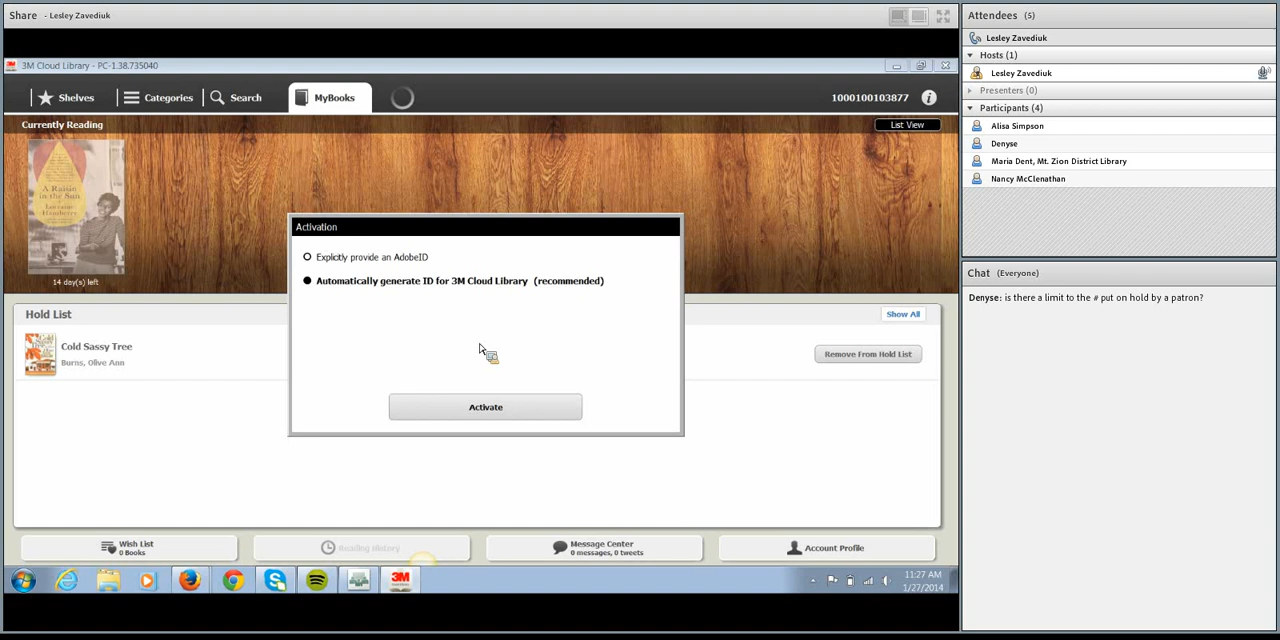 Share - Lesley Zavediuk
3M 3M Cloud Library - PC-1.38.735040
Shelves Categories Search MyBooks 1000100103877 i
Currently Reading List View
A Raisin
in the Sun
Lorraine
Hansberry
14 day(s) left
Activation
Explicitly provide an AdobeID
Automatically generate ID for 3M Cloud Library (recommended)
Activate
Hold List Show All
Cold Sassy Tree
Burns, Olive Ann
Remove From Hold List
Wish List
0 Books
Reading History
Message Center
0 messages, 0 tweets
Account Profile
3M
11:27 AM
1/27/2014
Attendees (5)
Lesley Zavediuk
Hosts (1)
Lesley Zavediuk
Presenters (0)
Participants (4)
Alisa Simpson
Denyse
Maria Dent, Mt. Zion District Library
Nancy McClenathan
Chat (Everyone)
Denyse: is there a limit to the # put on hold by a patron?